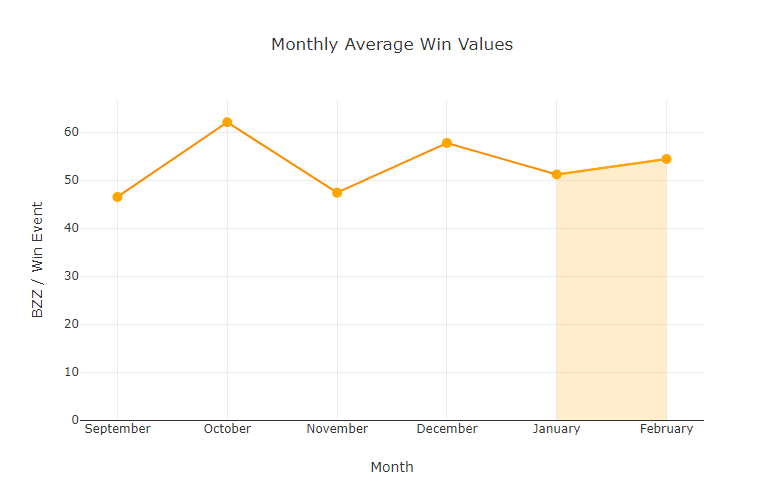 Monthly Average Win Values
BZZ / Win Event
60
50
40
30
20
10
0
September October November December January February
Month